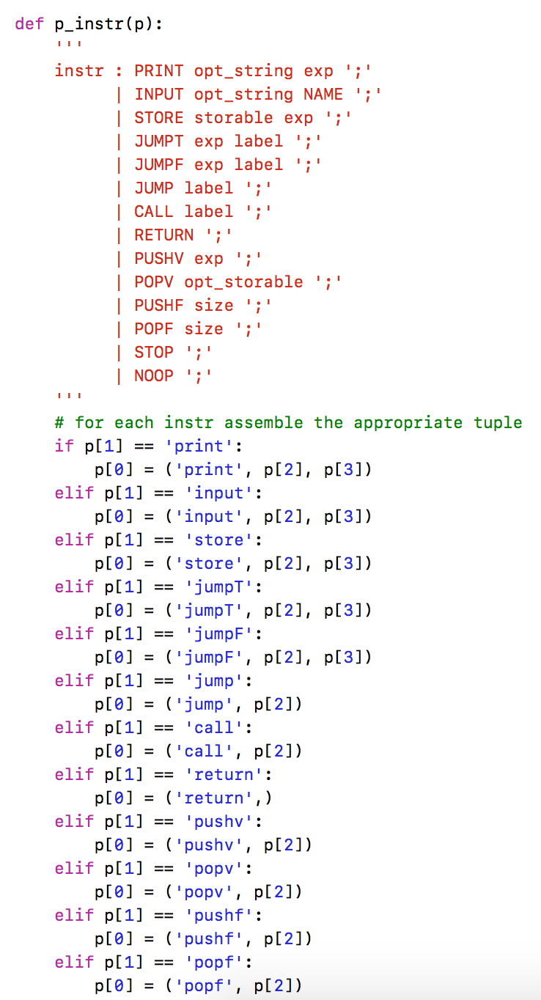 def p_instr(p):
    '''
    instr : PRINT opt_string exp ';'
          | INPUT opt_string NAME ';'
          | STORE storable exp ';'
          | JUMPT exp label ';'
          | JUMPF exp label ';'
          | JUMP label ';'
          | CALL label ';'
          | RETURN ';'
          | PUSHV exp ';'
          | POPV opt_storable ';'
          | PUSHF size ';'
          | POPF size ';'
          | STOP ';'
          | NOOP ';'
    '''
    # for each instr assemble the appropriate tuple
    if p[1] == 'print':
        p[0] = ('print', p[2], p[3])
    elif p[1] == 'input':
        p[0] = ('input', p[2], p[3])
    elif p[1] == 'store':
        p[0] = ('store', p[2], p[3])
    elif p[1] == 'jumpT':
        p[0] = ('jumpT', p[2], p[3])
    elif p[1] == 'jumpF':
        p[0] = ('jumpF', p[2], p[3])
    elif p[1] == 'jump':
        p[0] = ('jump', p[2])
    elif p[1] == 'call':
        p[0] = ('call', p[2])
    elif p[1] == 'return':
        p[0] = ('return',)
    elif p[1] == 'pushv':
        p[0] = ('pushv', p[2])
    elif p[1] == 'popv':
        p[0] = ('popv', p[2])
    elif p[1] == 'pushf':
        p[0] = ('pushf', p[2])
    elif p[1] == 'popf':
        p[0] = ('popf', p[2])